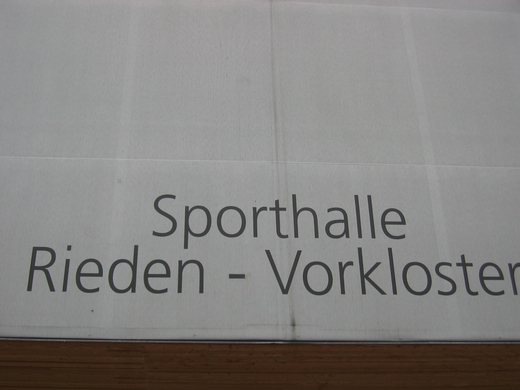 Sporthalle
Rieden - Vorkloster